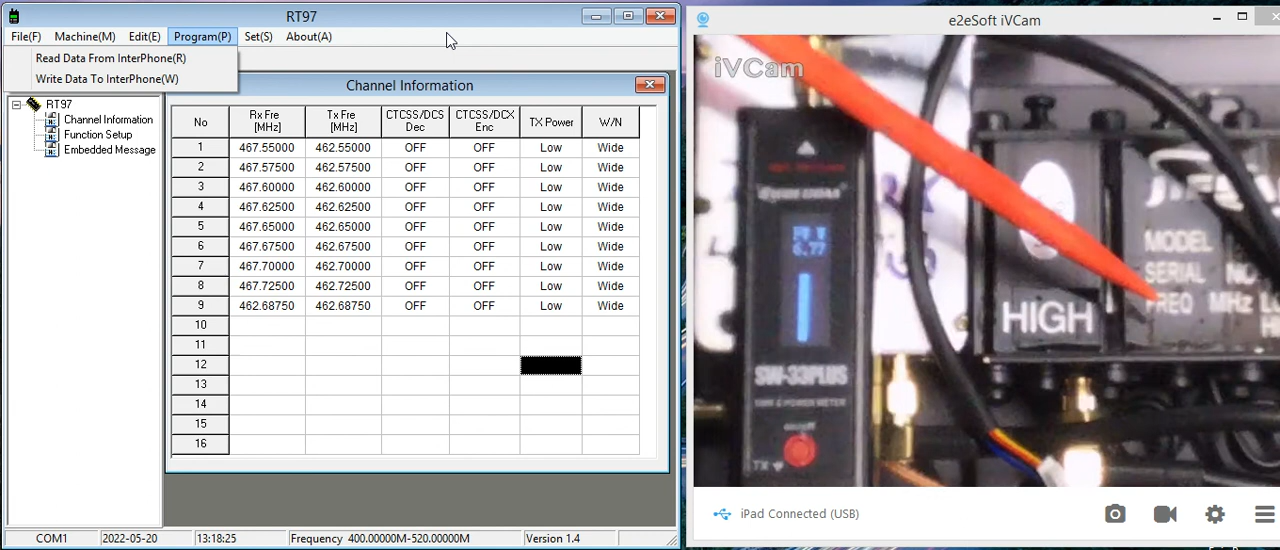 RT97
File(F) Machine(M) Edit(E) Program(P) Set(S) About(A)
Read Data From InterPhone(R)
Write Data To InterPhone(W)
RT97
Channel Information
Function Setup
Embedded Message
Channel Information
No Rx Fre [MHz] Tx Fre [MHz] CTCSS/DCS Dec CTCSS/DCX Enc TX Power W/N
1 467.55000 462.55000 OFF OFF Low Wide
2 467.57500 462.57500 OFF OFF Low Wide
3 467.60000 462.60000 OFF OFF Low Wide
4 467.62500 462.62500 OFF OFF Low Wide
5 467.65000 462.65000 OFF OFF Low Wide
6 467.67500 462.67500 OFF OFF Low Wide
7 467.70000 462.70000 OFF OFF Low Wide
8 467.72500 462.72500 OFF OFF Low Wide
9 462.68750 462.68750 OFF OFF Low Wide
10
11
12
13
14
15
16
COM1 2022-05-20 13:18:25 Frequency 400.00000M-520.00000M Version 1.4
e2eSoft iVCam
iVCam
SW-33PLUS
on/off
TX
HIGH
MODEL
SERIAL NO
FREQ MHz
iPad Connected (USB)